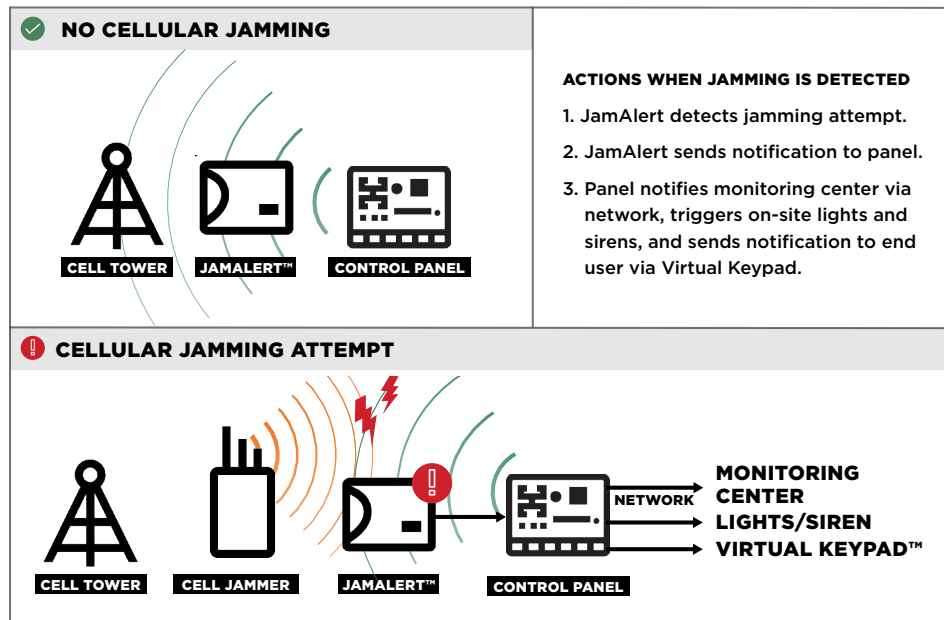 NO CELLULAR JAMMING
CELL TOWER
JAMALERT™
CONTROL PANEL
ACTIONS WHEN JAMMING IS DETECTED
1. JamAlert detects jamming attempt.
2. JamAlert sends notification to panel.
3. Panel notifies monitoring center via
network, triggers on-site lights and
sirens, and sends notification to end
user via Virtual Keypad.
CELLULAR JAMMING ATTEMPT
CELL TOWER
CELL JAMMER
JAMALERT™
CONTROL PANEL
NETWORK
MONITORING
CENTER
LIGHTS/SIREN
VIRTUAL KEYPAD™